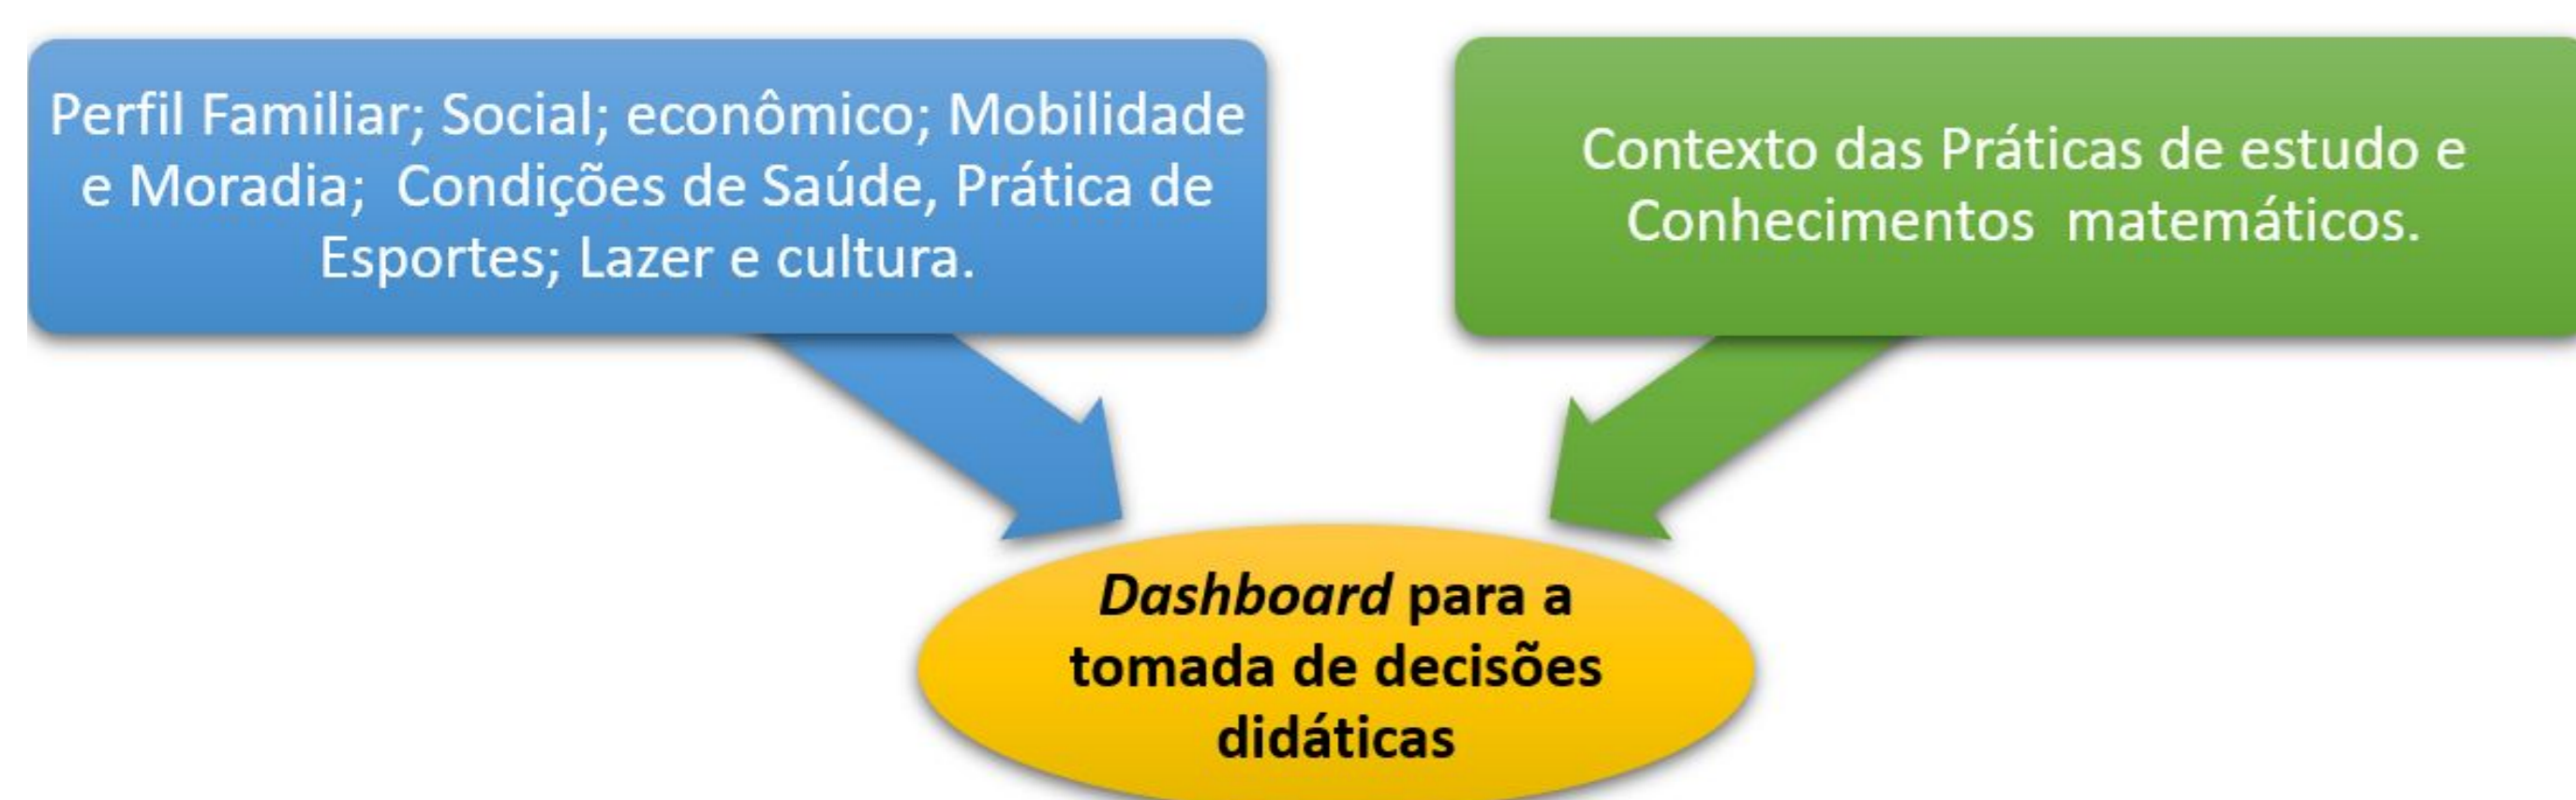 Perfil Familiar; Social; econômico; Mobilidade
e Moradia;  Condições de Saúde, Prática de
Esportes; Lazer e cultura.
Contexto das Práticas de estudo e
Conhecimentos  matemáticos.
Dashboard para a
tomada de decisões
didáticas